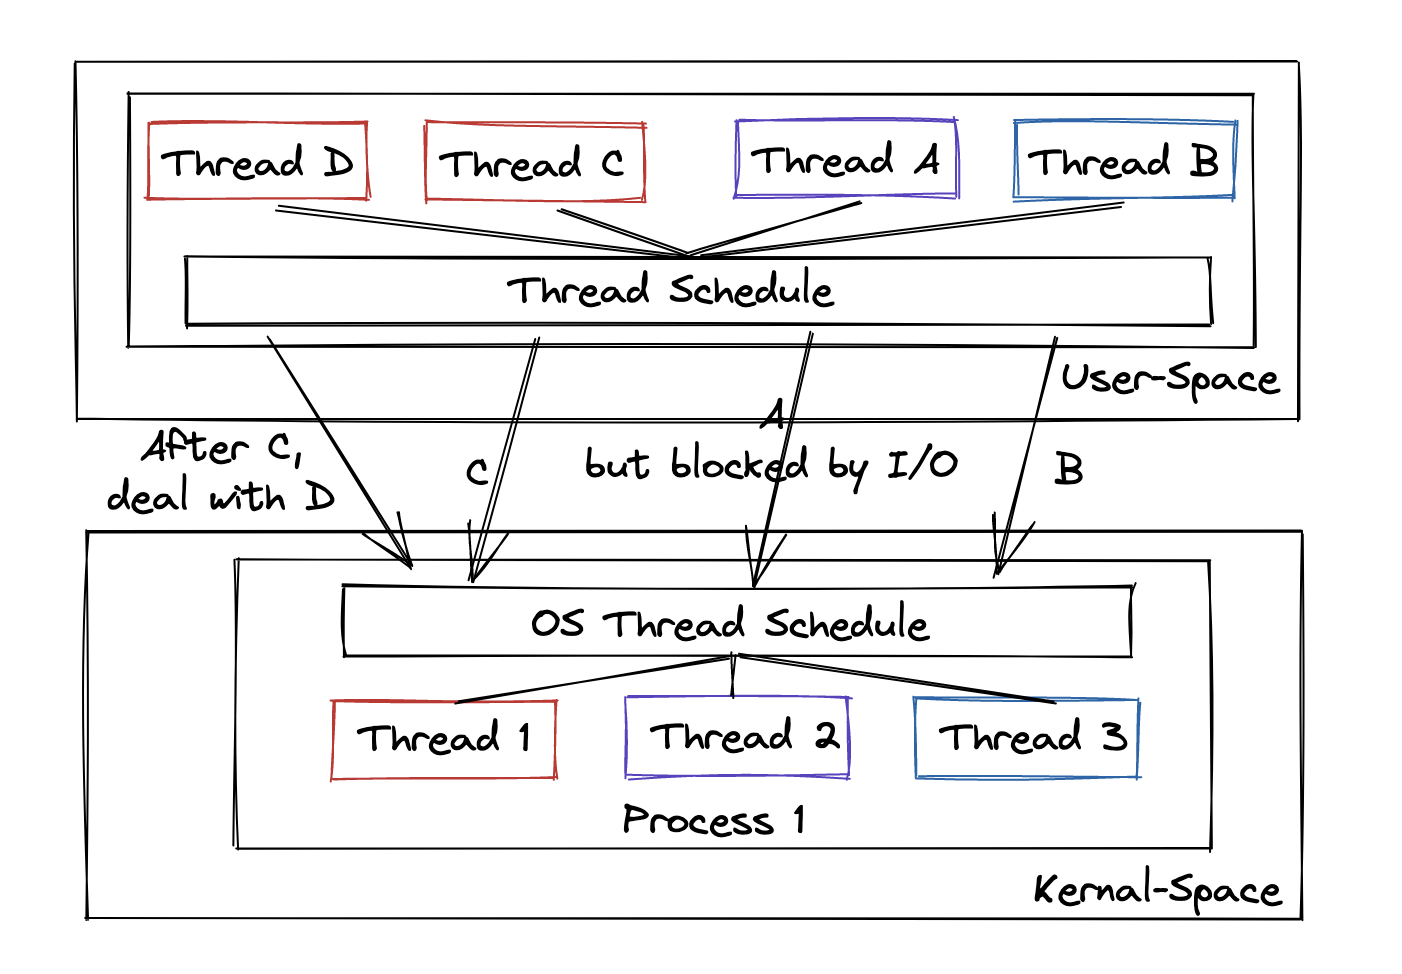 Thread D
Thread C
Thread A
Thread B
Thread Schedule
User-Space
After C,
deal with D
C
A
but blocked by I/O
B
OS Thread Schedule
Thread 1
Thread 2
Thread 3
Process 1
Kernal-Space